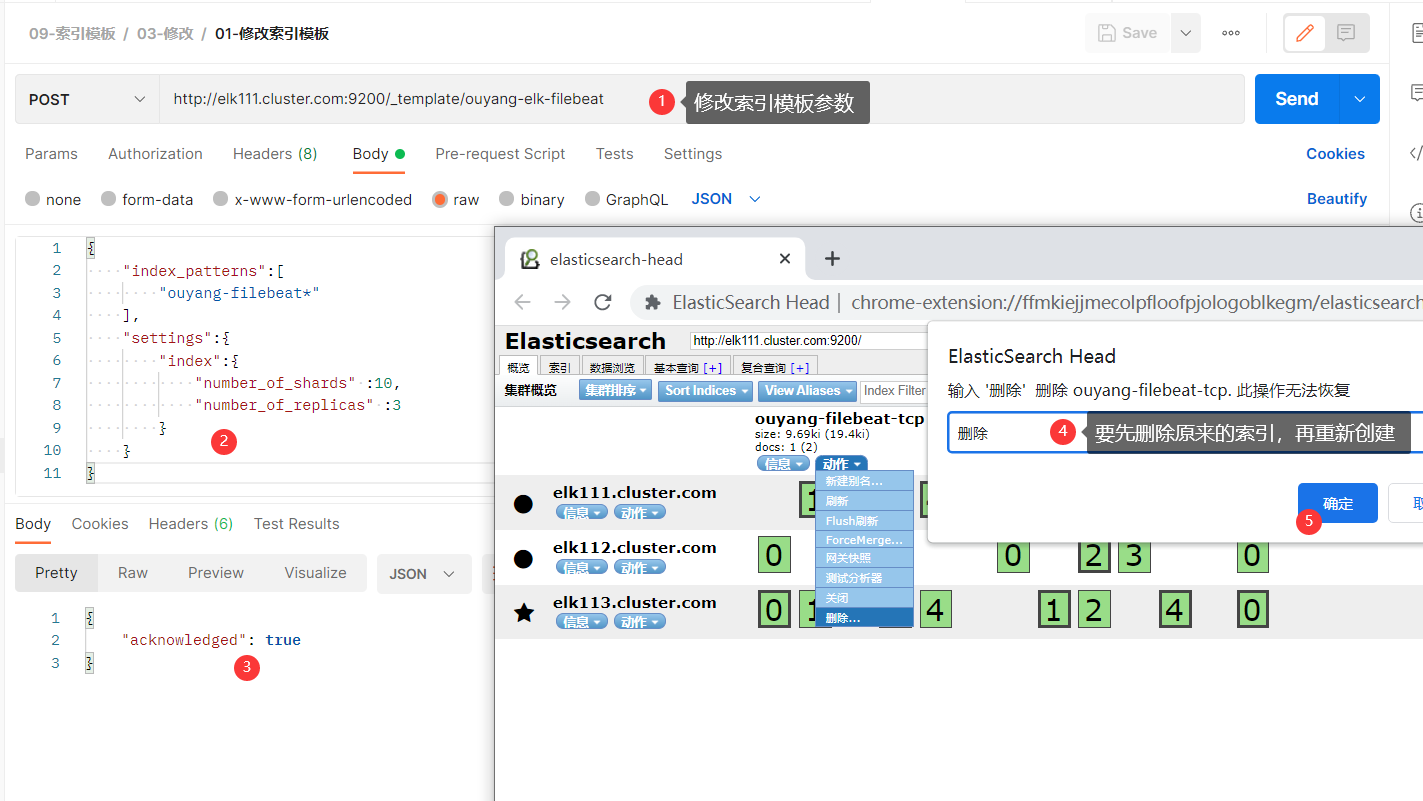 09-索引模板 / 03-修改 / 01-修改索引模板
Save
POST
http://elk111.cluster.com:9200/_template/ouyang-elk-filebeat
1
修改索引模板参数
Send
Params
Authorization
Headers (8)
Body
Pre-request Script
Tests
Settings
Cookies
none
form-data
x-www-form-urlencoded
raw
binary
GraphQL
JSON
Beautify
1 {
2 "index_patterns":[
3 "ouyang-filebeat*"
4 ],
5 "settings":{
6 "index":{
7 "number_of_shards" :10,
8 "number_of_replicas" :3
9 }
10 }
11 }
2
Body
Cookies
Headers (6)
Test Results
Pretty
Raw
Preview
Visualize
JSON
1 {
2 "acknowledged": true
3 }
3
elasticsearch-head
ElasticSearch Head | chrome-extension://ffmkiejjmecolpfloofpjologoblkegm/elasticsearch
Elasticsearch
http://elk111.cluster.com:9200/
概览
索引
数据浏览
基本查询 [+]
复合查询 [+]
集群概览
集群排序
Sort Indices
View Aliases
Index Filter
ElasticSearch Head
输入 '删除' 删除 ouyang-filebeat-tcp. 此操作无法恢复
删除
4
要先删除原来的索引，再重新创建
确定
5
ouyang-filebeat-tcp
size: 9.69ki (19.4ki)
docs: 1 (2)
信息
动作
新建别名...
刷新
Flush刷新
ForceMerge...
网关快照
测试分析器
关闭
删除...
elk111.cluster.com
信息
动作
elk112.cluster.com
信息
动作
0
0
2
3
0
elk113.cluster.com
信息
动作
0
1
4
1
2
4
0